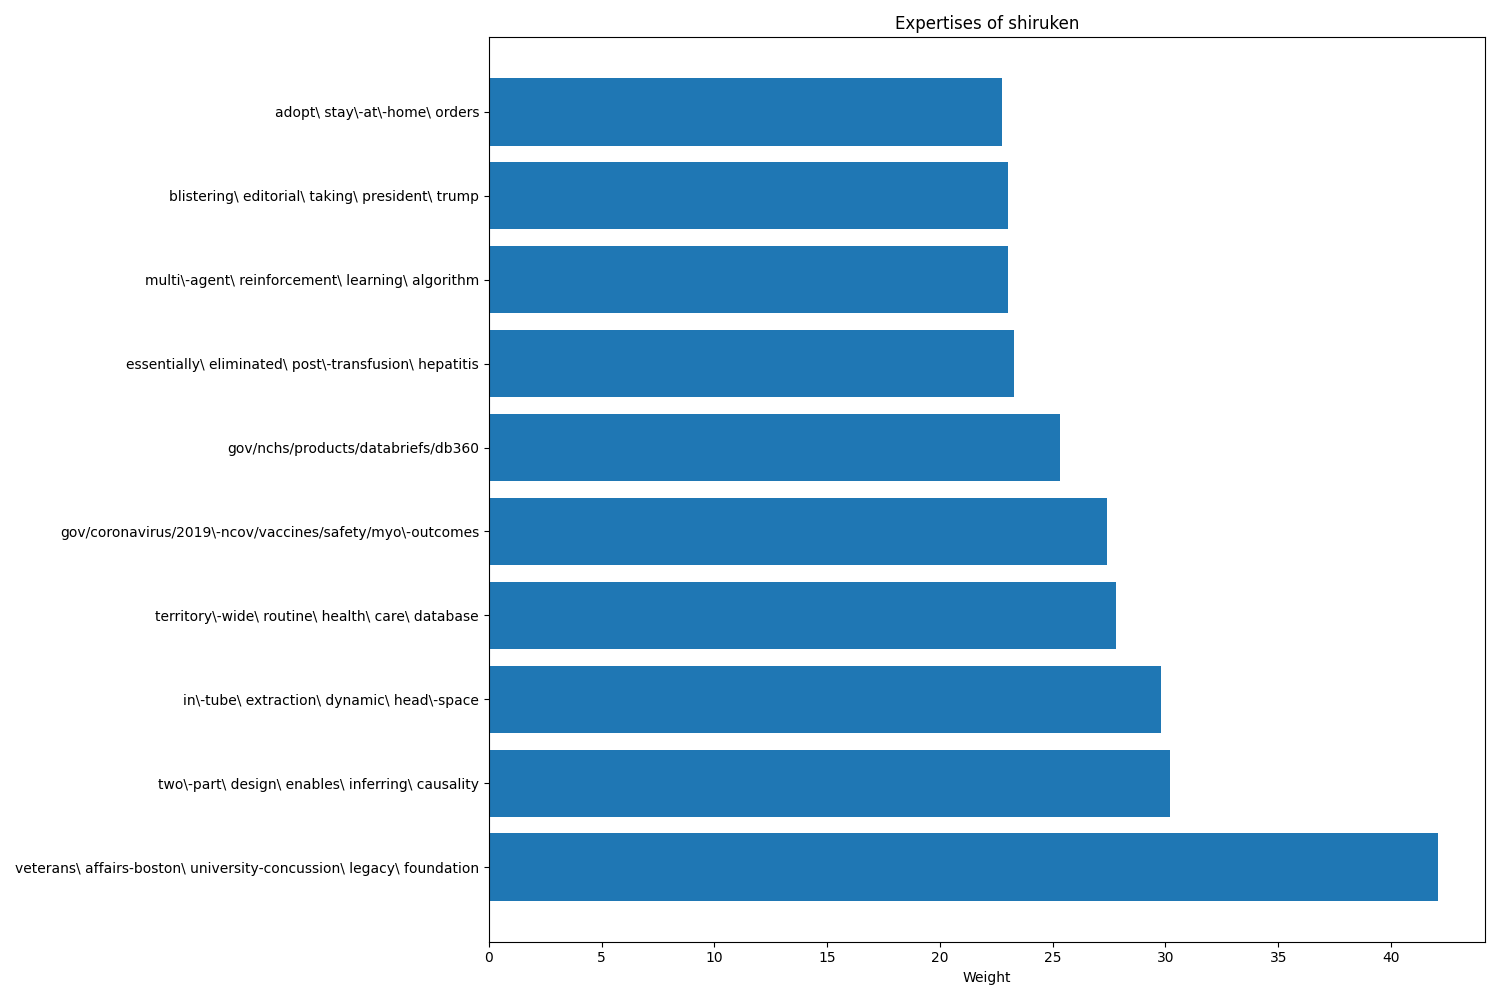 Expertises of shiruken
adopt\ stay\-at\-home\ orders
blistering\ editorial\ taking\ president\ trump
multi\-agent\ reinforcement\ learning\ algorithm
essentially\ eliminated\ post\-transfusion\ hepatitis
gov/nchs/products/databriefs/db360
gov/coronavirus/2019\-ncov/vaccines/safety/myo\-outcomes
territory\-wide\ routine\ health\ care\ database
in\-tube\ extraction\ dynamic\ head\-space
two\-part\ design\ enables\ inferring\ causality
veterans\ affairs-boston\ university-concussion\ legacy\ foundation
0 5 10 15 20 25 30 35 40
Weight